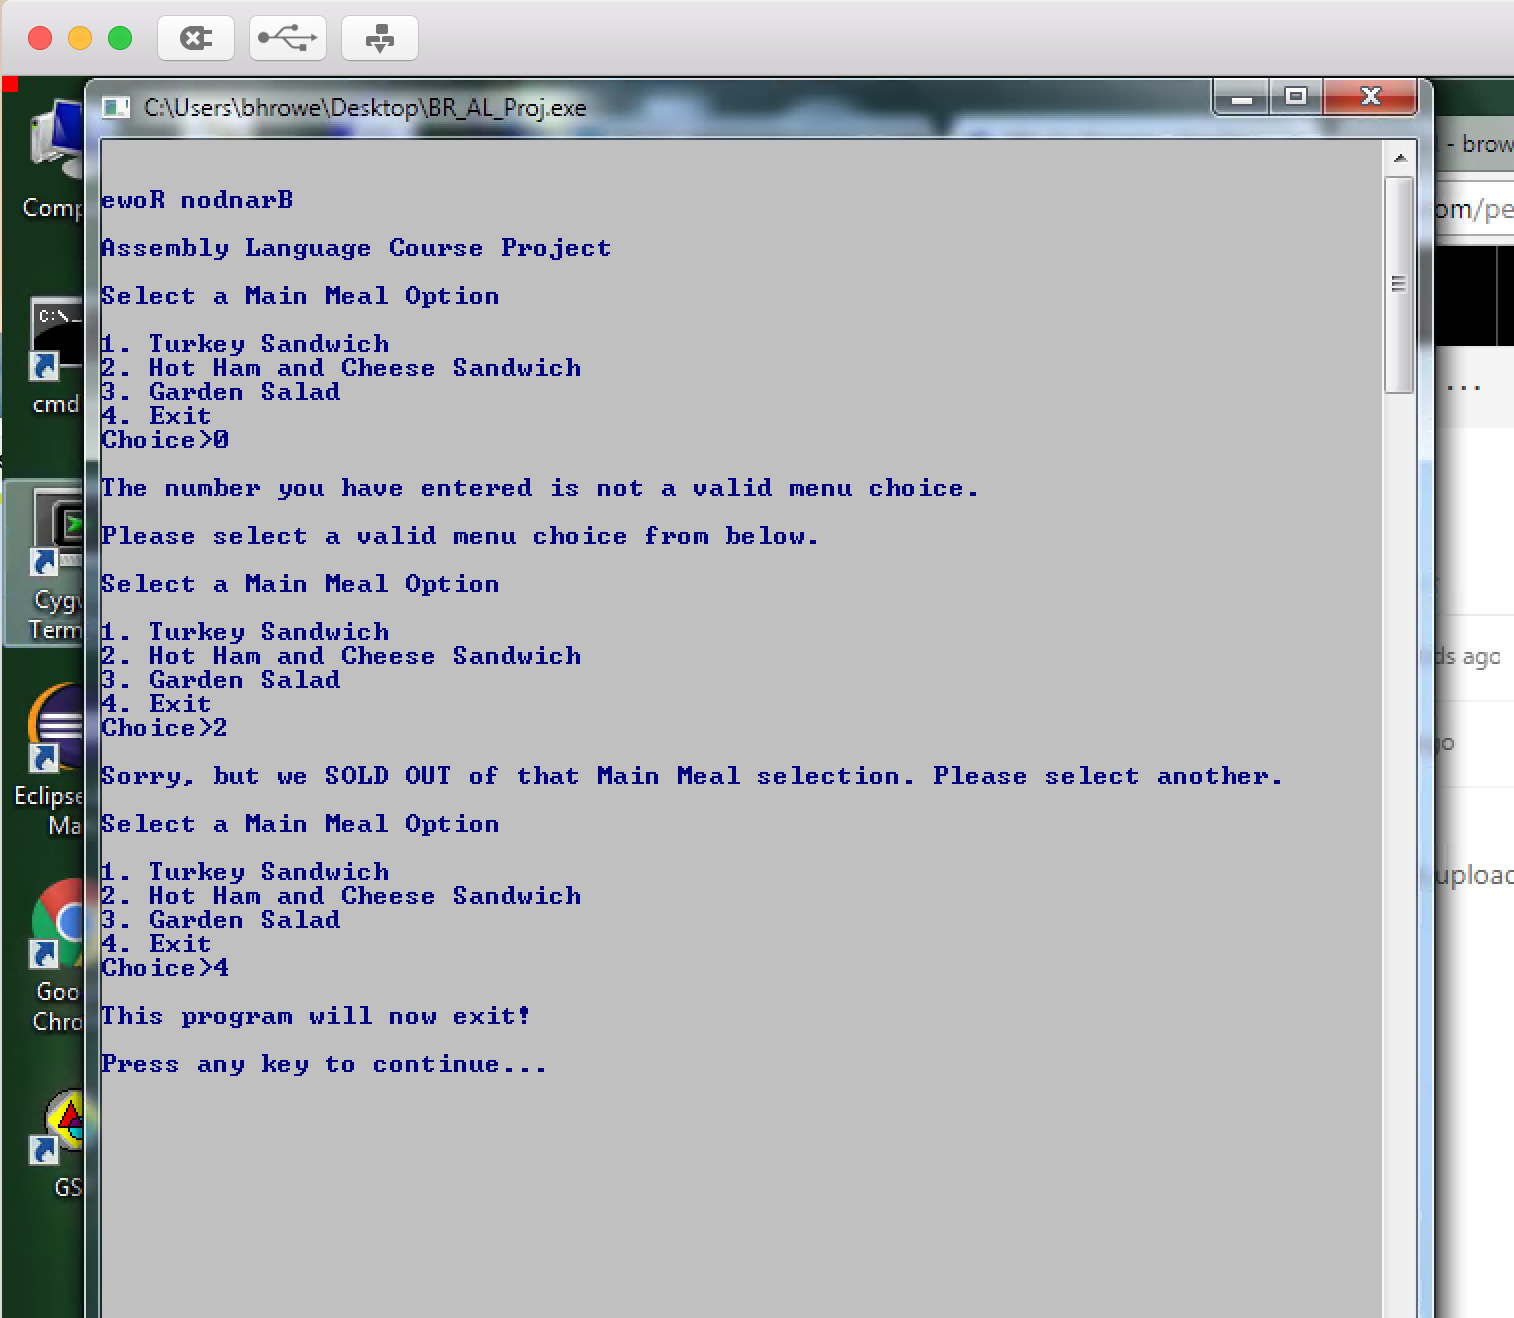 C:\Users\bhrowe\Desktop\BR_AL_Proj.exe
ewoR nodnarB
Assembly Language Course Project
Select a Main Meal Option
1. Turkey Sandwich
2. Hot Ham and Cheese Sandwich
3. Garden Salad
4. Exit
Choice>0
The number you have entered is not a valid menu choice.
Please select a valid menu choice from below.
Select a Main Meal Option
1. Turkey Sandwich
2. Hot Ham and Cheese Sandwich
3. Garden Salad
4. Exit
Choice>2
Sorry, but we SOLD OUT of that Main Meal selection. Please select another.
Select a Main Meal Option
1. Turkey Sandwich
2. Hot Ham and Cheese Sandwich
3. Garden Salad
4. Exit
Choice>4
This program will now exit!
Press any key to continue...
Comp
C:\_
cmd
Cygw
Term
Eclipse
Ma
Goo
Chro
GS
- brow
om/pe
...
ds ago
go
upload